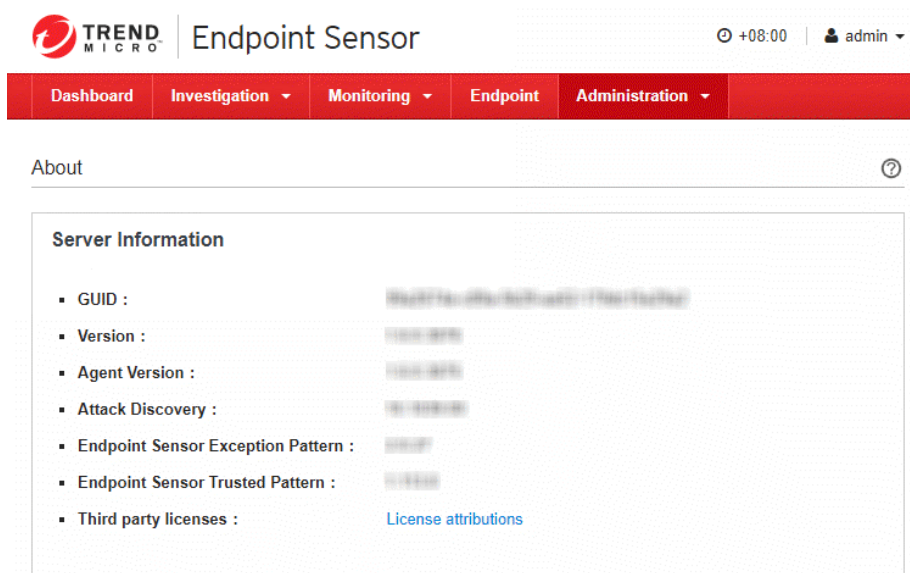 TREND MICRO Endpoint Sensor +08:00 admin
Dashboard Investigation Monitoring Endpoint Administration
About
Server Information
GUID :
Version :
Agent Version :
Attack Discovery :
Endpoint Sensor Exception Pattern :
Endpoint Sensor Trusted Pattern :
Third party licenses : License attributions